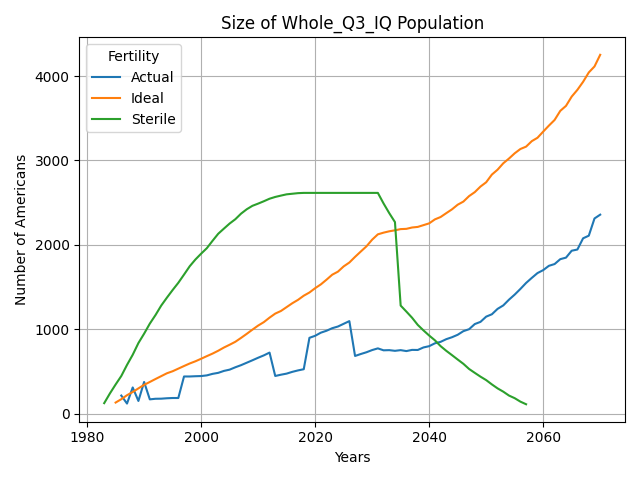 Size of Whole_Q3_IQ Population
Fertility
Actual
Ideal
Sterile
Number of Americans
4000
3000
2000
1000
0
1980
2000
2020
2040
2060
Years